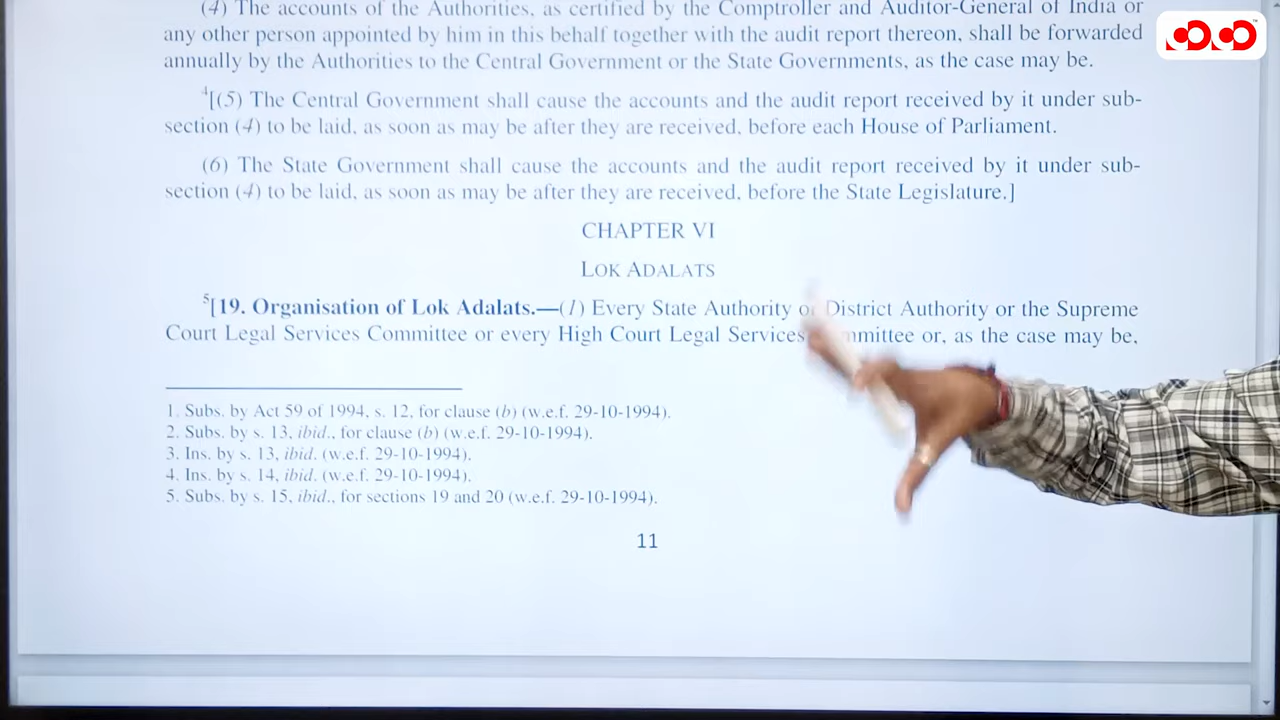 (4) The accounts of the Authorities, as certified by the Comptroller and Auditor-General of India or
any other person appointed by him in this behalf together with the audit report thereon, shall be forwarded
annually by the Authorities to the Central Government or the State Governments, as the case may be.
4[(5) The Central Government shall cause the accounts and the audit report received by it under sub-
section (4) to be laid, as soon as may be after they are received, before each House of Parliament.
(6) The State Government shall cause the accounts and the audit report received by it under sub-
section (4) to be laid, as soon as may be after they are received, before the State Legislature.]
CHAPTER VI
LOK ADALATS
5[19. Organisation of Lok Adalats.—(1) Every State Authority or District Authority or the Supreme
Court Legal Services Committee or every High Court Legal Services Committee or, as the case may be,
1. Subs. by Act 59 of 1994, s. 12, for clause (b) (w.e.f. 29-10-1994).
2. Subs. by s. 13, ibid., for clause (b) (w.e.f. 29-10-1994).
3. Ins. by s. 13, ibid. (w.e.f. 29-10-1994).
4. Ins. by s. 14, ibid. (w.e.f. 29-10-1994).
5. Subs. by s. 15, ibid., for sections 19 and 20 (w.e.f. 29-10-1994).
11